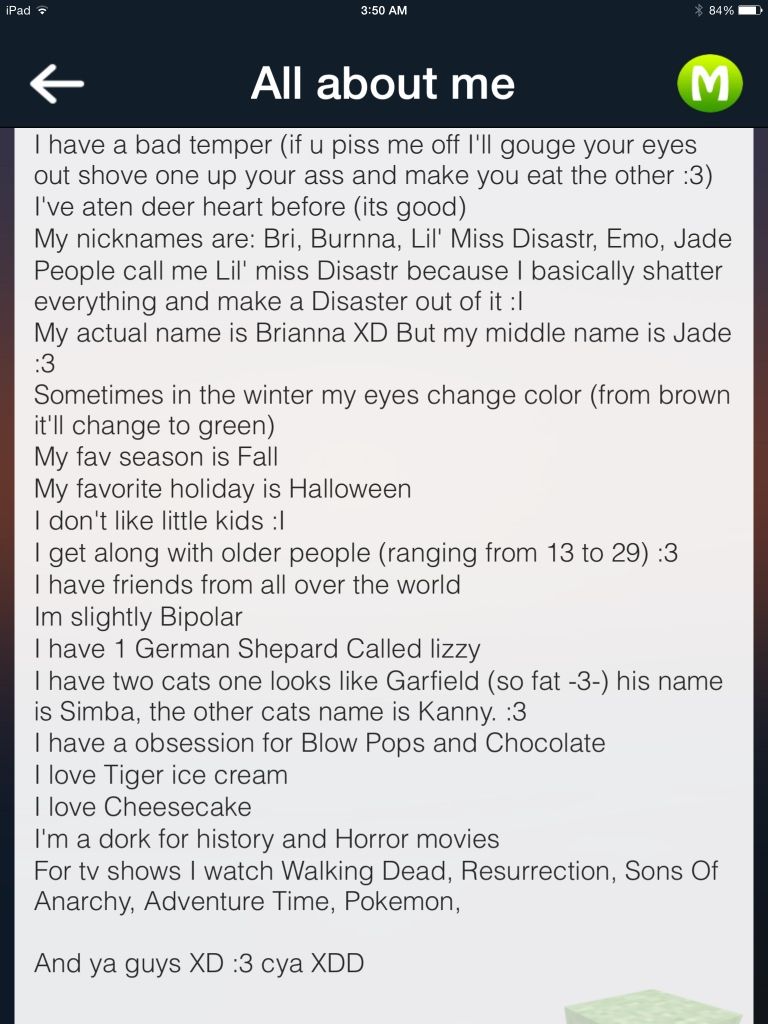 iPad 3:50 AM 84%
All about me M
I have a bad temper (if u piss me off I'll gouge your eyes
out shove one up your ass and make you eat the other :3)
I've aten deer heart before (its good)
My nicknames are: Bri, Burnna, Lil' Miss Disastr, Emo, Jade
People call me Lil' miss Disastr because I basically shatter
everything and make a Disaster out of it :l
My actual name is Brianna XD But my middle name is Jade
:3
Sometimes in the winter my eyes change color (from brown
it'll change to green)
My fav season is Fall
My favorite holiday is Halloween
I don't like little kids :l
I get along with older people (ranging from 13 to 29) :3
I have friends from all over the world
Im slightly Bipolar
I have 1 German Shepard Called lizzy
I have two cats one looks like Garfield (so fat -3-) his name
is Simba, the other cats name is Kanny. :3
I have a obsession for Blow Pops and Chocolate
I love Tiger ice cream
I love Cheesecake
I'm a dork for history and Horror movies
For tv shows I watch Walking Dead, Resurrection, Sons Of
Anarchy, Adventure Time, Pokemon,
And ya guys XD :3 cya XDD